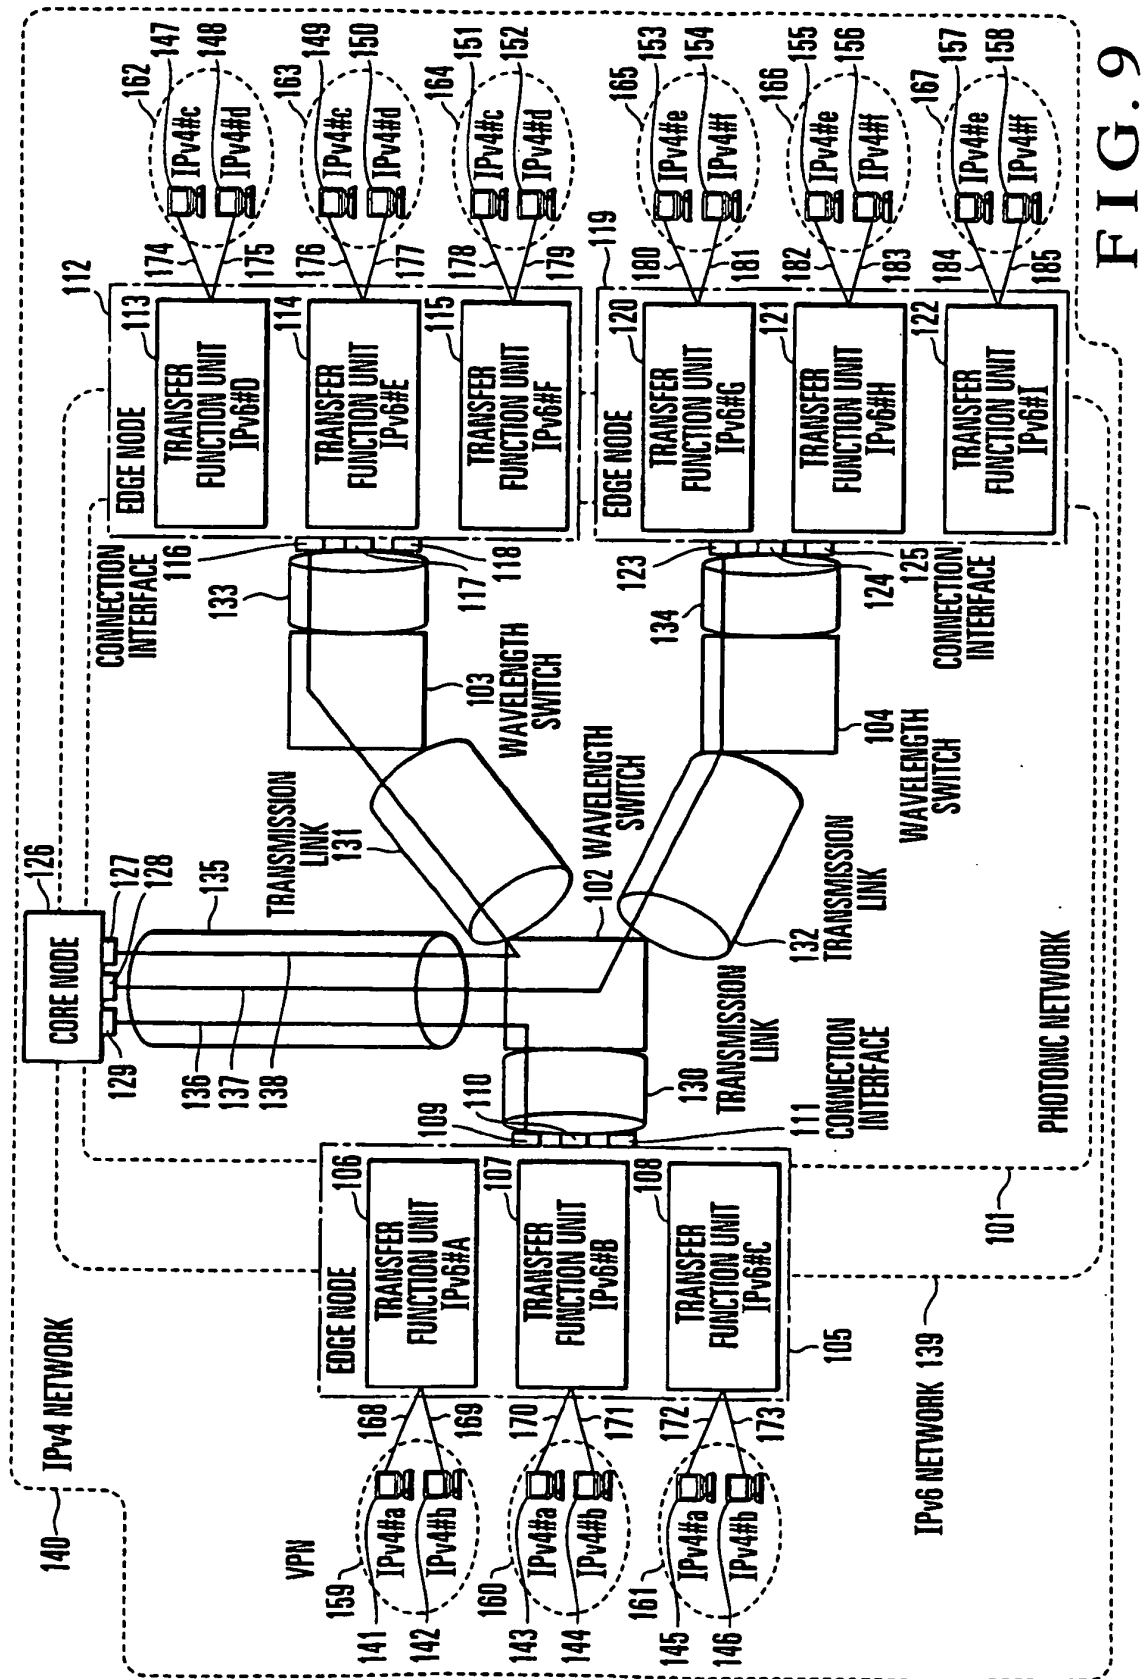 140
IPv4 NETWORK
126
CORE NODE
127
128
129
135
136
137
138
112
EDGE NODE
113
TRANSFER
FUNCTION UNIT
IPv6#D
114
TRANSFER
FUNCTION UNIT
IPv6#E
115
TRANSFER
FUNCTION UNIT
IPv6#F
174
175
176
177
178
179
162
147
IPv4#c
148
IPv4#d
163
149
IPv4#c
150
IPv4#d
164
151
IPv4#c
152
IPv4#d
CONNECTION
INTERFACE
116
117
118
133
103
WAVELENGTH
SWITCH
TRANSMISSION
LINK
131
102 WAVELENGTH
SWITCH
VPN
159
141
IPv4#a
142
IPv4#b
160
143
IPv4#a
144
IPv4#b
161
145
IPv4#a
146
IPv4#b
168
169
170
171
172
173
EDGE NODE
106
TRANSFER
FUNCTION UNIT
IPv6#A
107
TRANSFER
FUNCTION UNIT
IPv6#B
108
TRANSFER
FUNCTION UNIT
IPv6#C
105
109
110
111
CONNECTION
INTERFACE
130
TRANSMISSION
LINK
132
TRANSMISSION
LINK
134
104
WAVELENGTH
SWITCH
123
124
125
CONNECTION
INTERFACE
119
EDGE NODE
120
TRANSFER
FUNCTION UNIT
IPv6#G
121
TRANSFER
FUNCTION UNIT
IPv6#H
122
TRANSFER
FUNCTION UNIT
IPv6#I
180
181
182
183
184
185
165
153
IPv4#e
154
IPv4#f
166
155
IPv4#e
156
IPv4#f
167
157
IPv4#e
158
IPv4#f
PHOTONIC NETWORK
101
IPv6 NETWORK 139
FIG. 9